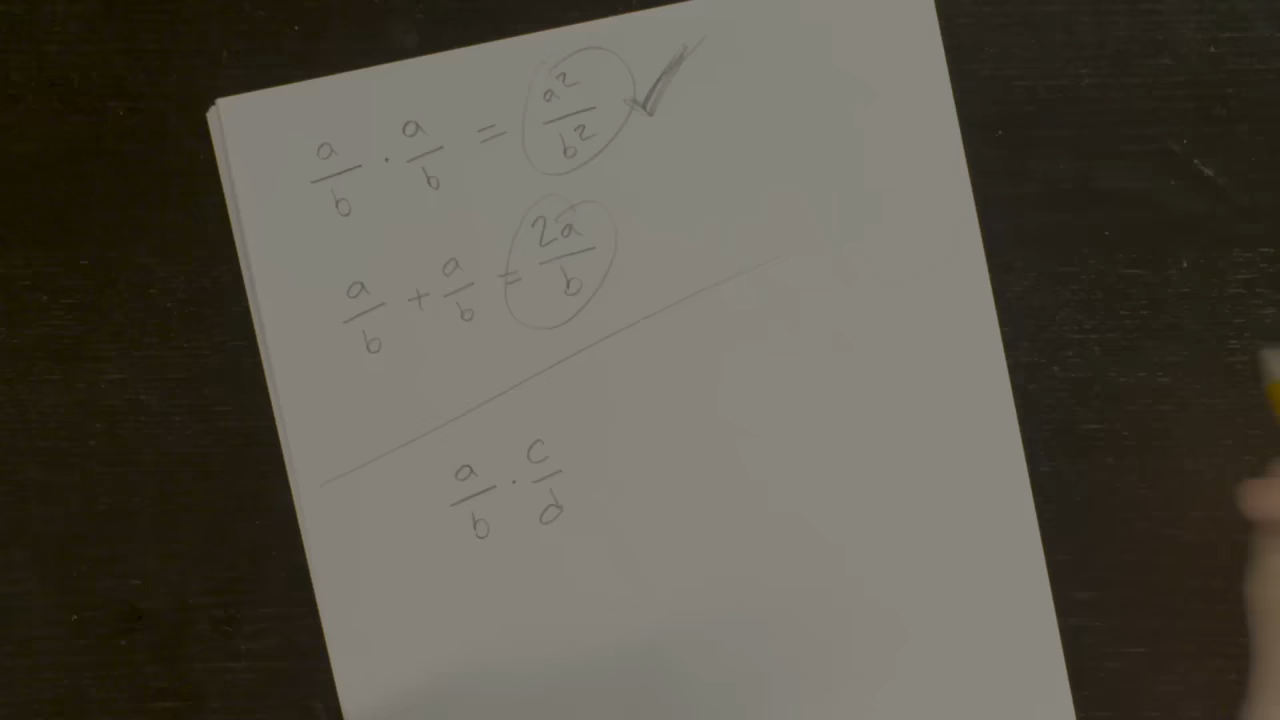 a/b · a/b = a²/b² ✓
a/b + a/b = 2a/b
a/b · c/d